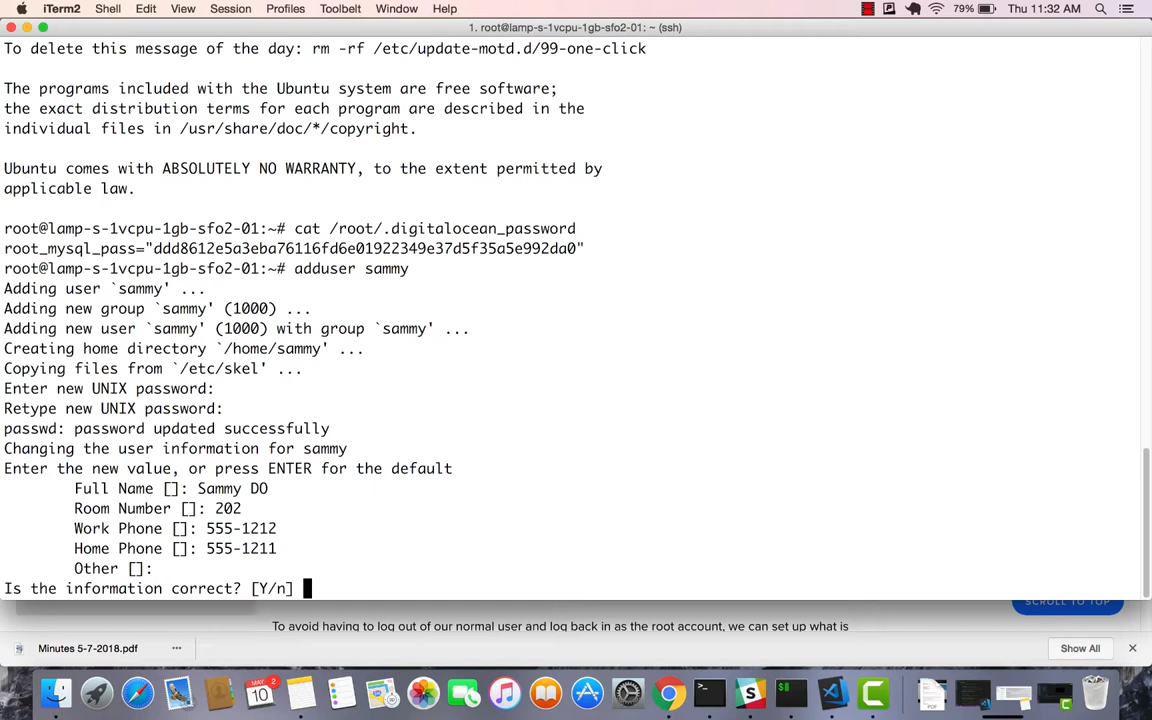 iTerm2 Shell Edit View Session Profiles Toolbelt Window Help 79% Thu 11:32 AM
1. root@lamp-s-1vcpu-1gb-sfo2-01: ~ (ssh)
To delete this message of the day: rm -rf /etc/update-motd.d/99-one-click
The programs included with the Ubuntu system are free software;
the exact distribution terms for each program are described in the
individual files in /usr/share/doc/*/copyright.
Ubuntu comes with ABSOLUTELY NO WARRANTY, to the extent permitted by
applicable law.
root@lamp-s-1vcpu-1gb-sfo2-01:~# cat /root/.digitalocean_password
root_mysql_pass="ddd8612e5a3eba76116fd6e01922349e37d5f35a5e992da0"
root@lamp-s-1vcpu-1gb-sfo2-01:~# adduser sammy
Adding user `sammy' ...
Adding new group `sammy' (1000) ...
Adding new user `sammy' (1000) with group `sammy' ...
Creating home directory `/home/sammy' ...
Copying files from `/etc/skel' ...
Enter new UNIX password:
Retype new UNIX password:
passwd: password updated successfully
Changing the user information for sammy
Enter the new value, or press ENTER for the default
Full Name []: Sammy DO
Room Number []: 202
Work Phone []: 555-1212
Home Phone []: 555-1211
Other []:
Is the information correct? [Y/n]
SCROLL TO TOP
To avoid having to log out of our normal user and log back in as the root account, we can set up what is
Minutes 5-7-2018.pdf ... Show All
MAY 2
10